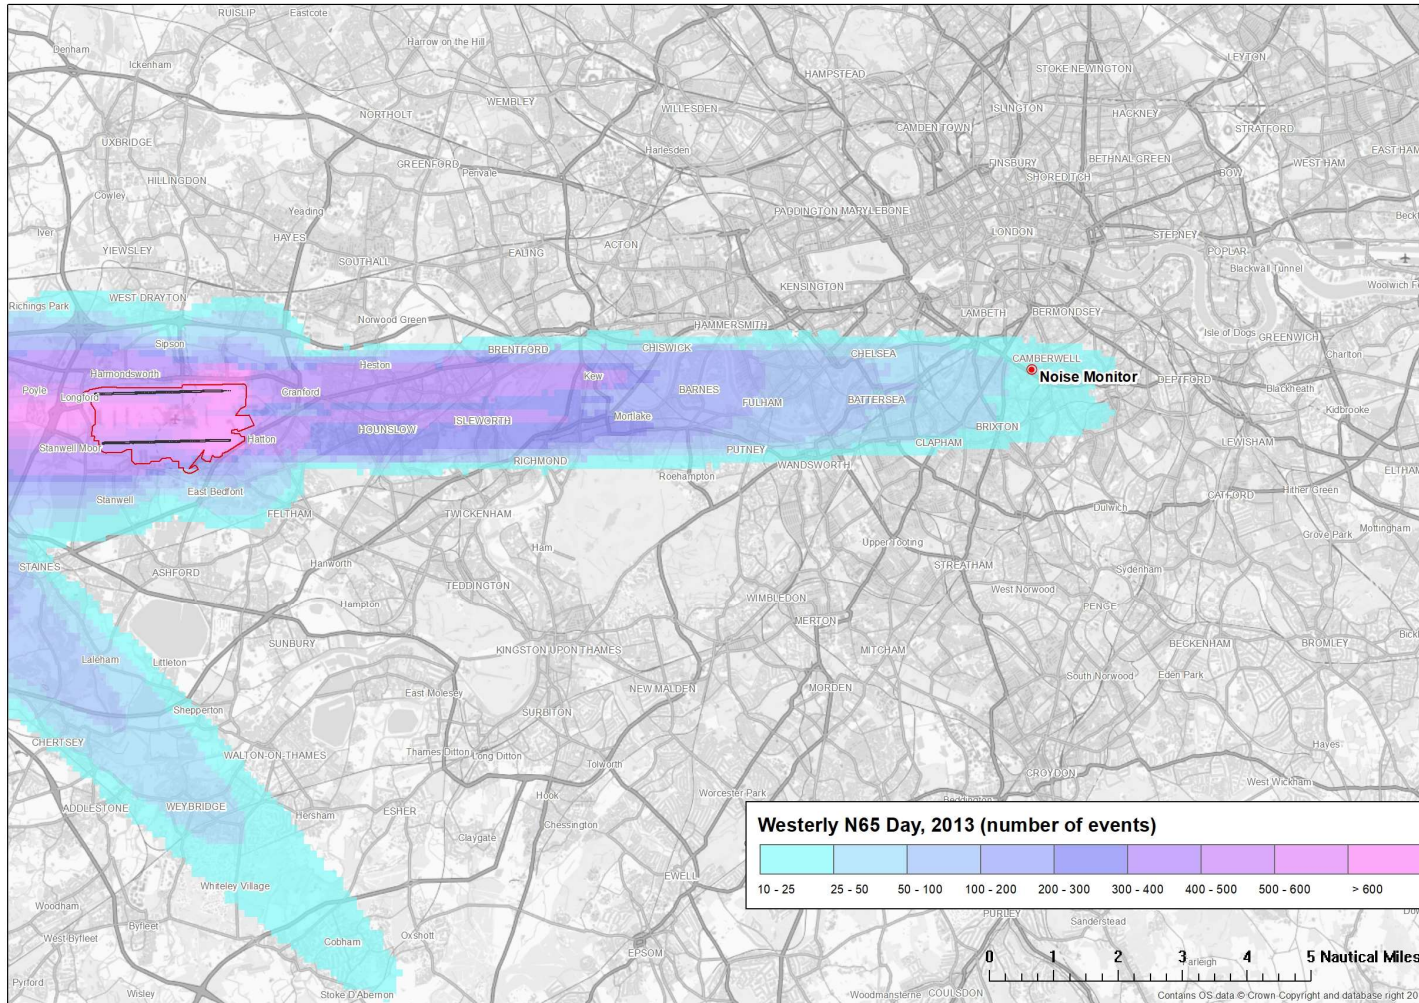 RUISLIP
Eastcote
Denham
Ickenham
Harrow on the Hill
HAMPSTEAD
STOKE NEWINGTON
LEYTON
WEMBLEY
WILLESDEN
ISLINGTON
HACKNEY
NORTHOLT
CAMDEN TOWN
STRATFORD
UXBRIDGE
Harlesden
FINSBURY
BETHNAL GREEN
EAST HAM
GREENFORD
Perivale
SHOREDITCH
BOW
WEST HAM
HILLINGDON
Cowley
Yeading
PADDINGTON
MARYLEBONE
Iver
HAYES
LONDON
STEPNEY
YIEWSLEY
EALING
ACTON
POPLAR
SOUTHALL
Blackwall Tunnel
KENSINGTON
Woolwich Fe
Richings Park
WEST DRAYTON
LAMBETH
BERMONDSEY
Norwood Green
HAMMERSMITH
Isle of Dogs
GREENWICH
Sipson
BRENTFORD
CHISWICK
CHELSEA
CAMBERWELL
Charlton
Heston
Harmondsworth
Kew
Noise Monitor
DEPTFORD
Blackheath
Poyle
Longford
Cranford
BARNES
FULHAM
BATTERSEA
Kidbrooke
ISLEWORTH
Mortlake
HOUNSLOW
BRIXTON
Stanwell Moor
Hatton
PUTNEY
CLAPHAM
LEWISHAM
RICHMOND
WANDSWORTH
ELTHAM
Roehampton
Stanwell
East Bedfont
CATFORD
Hither Green
FELTHAM
TWICKENHAM
Dulwich
Mottingham
Grove Park
Ham
Upper Tooting
STAINES
ASHFORD
Hanworth
STREATHAM
Sydenham
TEDDINGTON
West Norwood
Hampton
WIMBLEDON
PENGE
MERTON
SUNBURY
KINGSTON UPON THAMES
MITCHAM
BECKENHAM
BROMLEY
Laleham
Littleton
South Norwood
Eden Park
East Molesey
NEW MALDEN
MORDEN
Shepperton
SURBITON
CHERTSEY
WALTON-ON-THAMES
Thames Ditton
Long Ditton
Hayes
Tolworth
CROYDON
West Wickham
Worcester Park
Beddington
ADDLESTONE
WEYBRIDGE
Hersham
ESHER
Hook
Chessington
Claygate
Westerly N65 Day, 2013 (number of events)
10 - 25 25 - 50 50 - 100 100 - 200 200 - 300 300 - 400 400 - 500 500 - 600 > 600
EWELL
Whiteley Village
Woodham
PURLEY
Sanderstead
Byfleet
West Byfleet
Cobham
Oxshott
EPSOM
0 1 2 3 4 5 Nautical Miles
arleigh
Pyrford
Wisley
Stoke D'Abernon
Woodmansterne
COULSDON
Contains OS data © Crown Copyright and database right 20